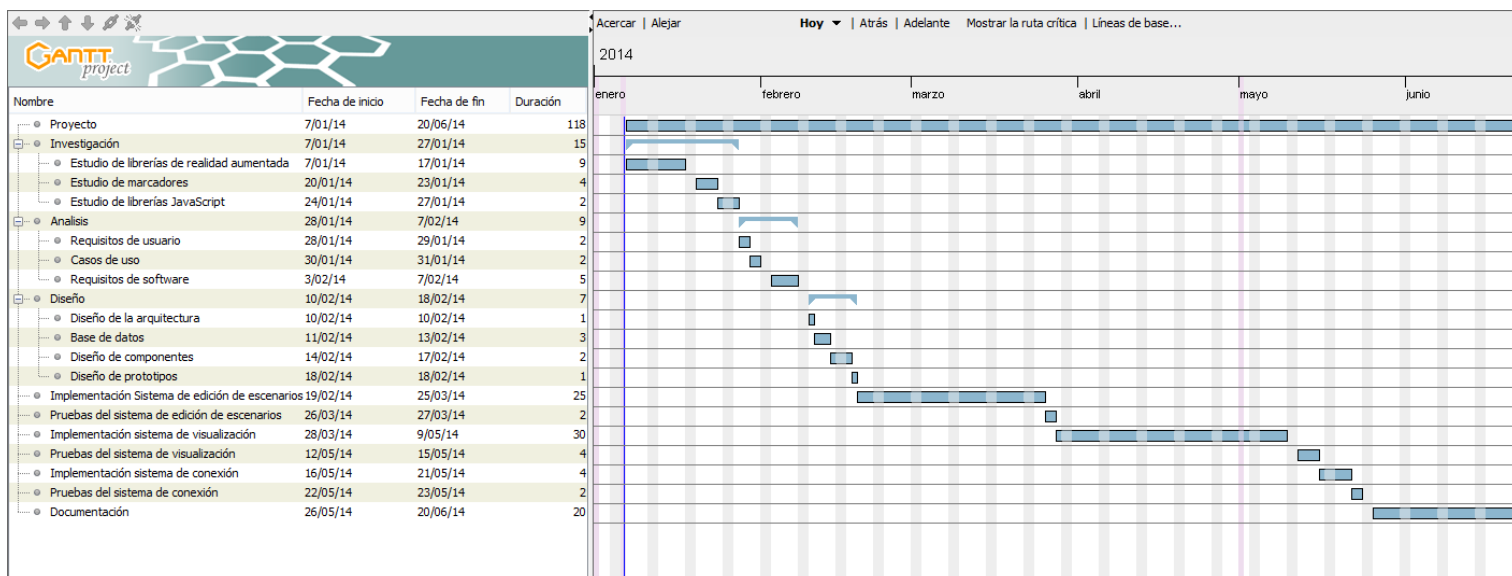 Acercar | Alejar Hoy | Atrás | Adelante Mostrar la ruta crítica | Líneas de base...
GANTT
project
2014
enero febrero marzo abril mayo junio
Nombre Fecha de inicio Fecha de fin Duración
Proyecto 7/01/14 20/06/14 118
Investigación 7/01/14 27/01/14 15
Estudio de librerías de realidad aumentada 7/01/14 17/01/14 9
Estudio de marcadores 20/01/14 23/01/14 4
Estudio de librerías JavaScript 24/01/14 27/01/14 2
Analisis 28/01/14 7/02/14 9
Requisitos de usuario 28/01/14 29/01/14 2
Casos de uso 30/01/14 31/01/14 2
Requisitos de software 3/02/14 7/02/14 5
Diseño 10/02/14 18/02/14 7
Diseño de la arquitectura 10/02/14 10/02/14 1
Base de datos 11/02/14 13/02/14 3
Diseño de componentes 14/02/14 17/02/14 2
Diseño de prototipos 18/02/14 18/02/14 1
Implementación Sistema de edición de escenarios 19/02/14 25/03/14 25
Pruebas del sistema de edición de escenarios 26/03/14 27/03/14 2
Implementación sistema de visualización 28/03/14 9/05/14 30
Pruebas del sistema de visualización 12/05/14 15/05/14 4
Implementación sistema de conexión 16/05/14 21/05/14 4
Pruebas del sistema de conexión 22/05/14 23/05/14 2
Documentación 26/05/14 20/06/14 20